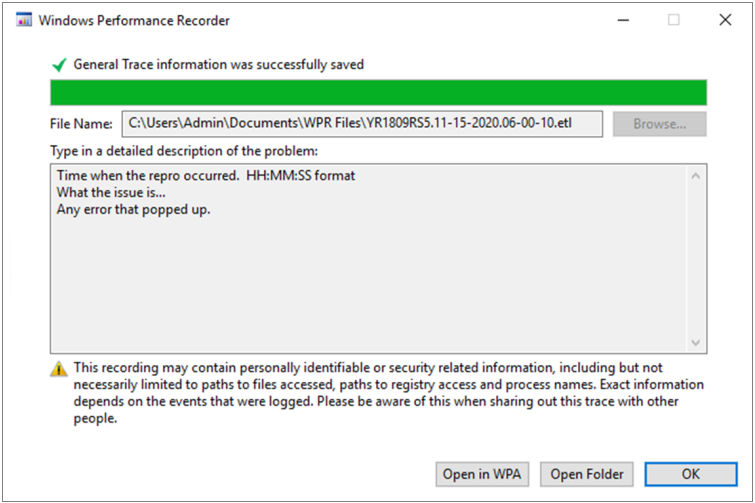 Windows Performance Recorder
General Trace information was successfully saved
File Name: C:\Users\Admin\Documents\WPR Files\YR1809RS5.11-15-2020.06-00-10.etl Browse...
Type in a detailed description of the problem:
Time when the repro occurred. HH:MM:SS format
What the issue is...
Any error that popped up.
This recording may contain personally identifiable or security related information, including but not
necessarily limited to paths to files accessed, paths to registry access and process names. Exact information
depends on the events that were logged. Please be aware of this when sharing out this trace with other
people.
Open in WPA Open Folder OK